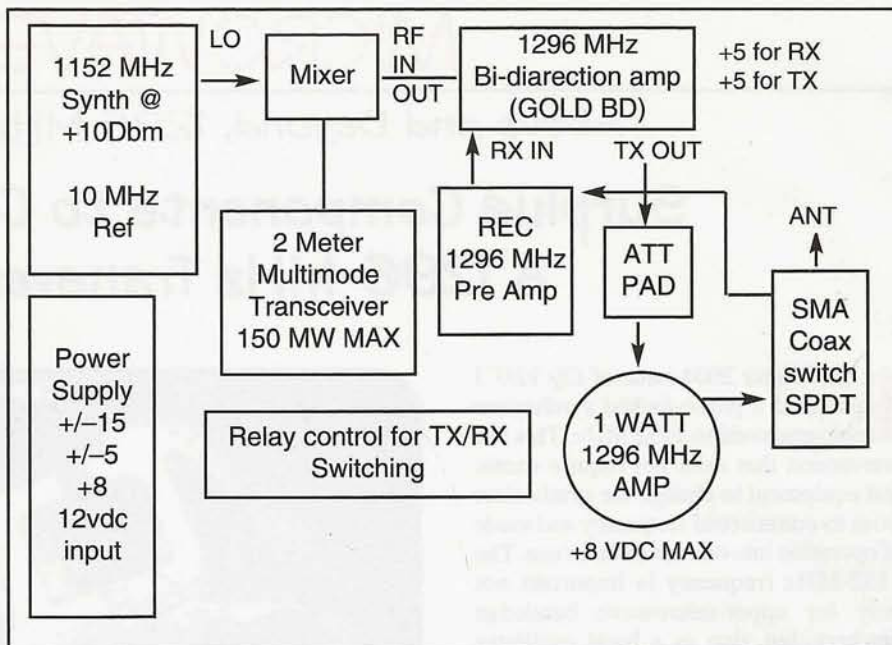 1152 MHz
Synth @
+10Dbm
10 MHz
Ref
LO
Mixer
RF
IN
OUT
1296 MHz
Bi-diarection amp
(GOLD BD)
+5 for RX
+5 for TX
RX IN
TX OUT
2 Meter
Multimode
Transceiver
150 MW MAX
REC
1296 MHz
Pre Amp
ATT
PAD
ANT
SMA
Coax
switch
SPDT
Power
Supply
+/–15
+/–5
+8
12vdc
input
Relay control for TX/RX
Switching
1 WATT
1296 MHz
AMP
+8 VDC MAX